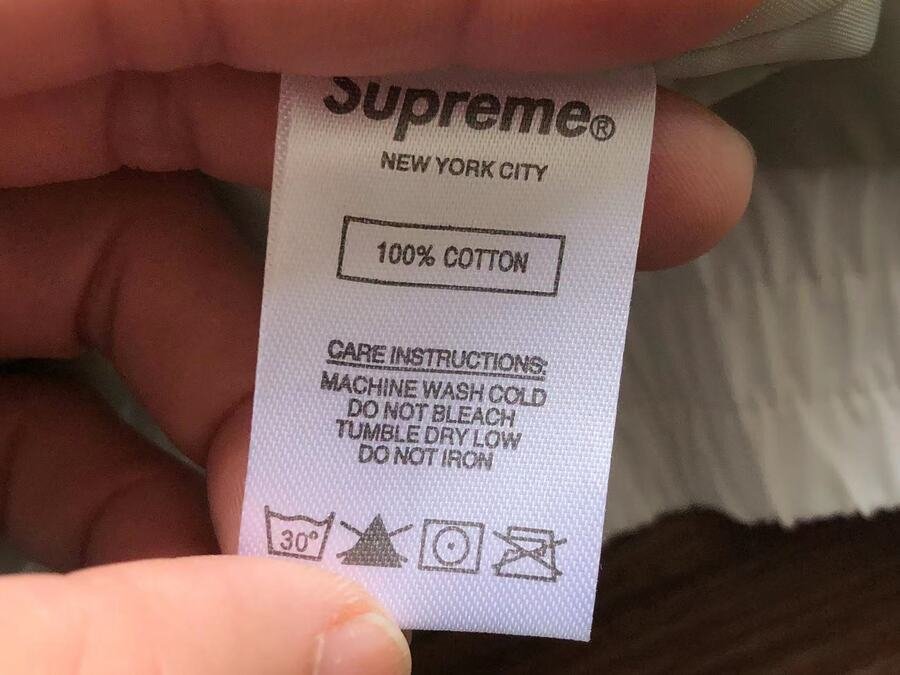 Supreme®
NEW YORK CITY
100% COTTON
CARE INSTRUCTIONS:
MACHINE WASH COLD
DO NOT BLEACH
TUMBLE DRY LOW
DO NOT IRON
30°